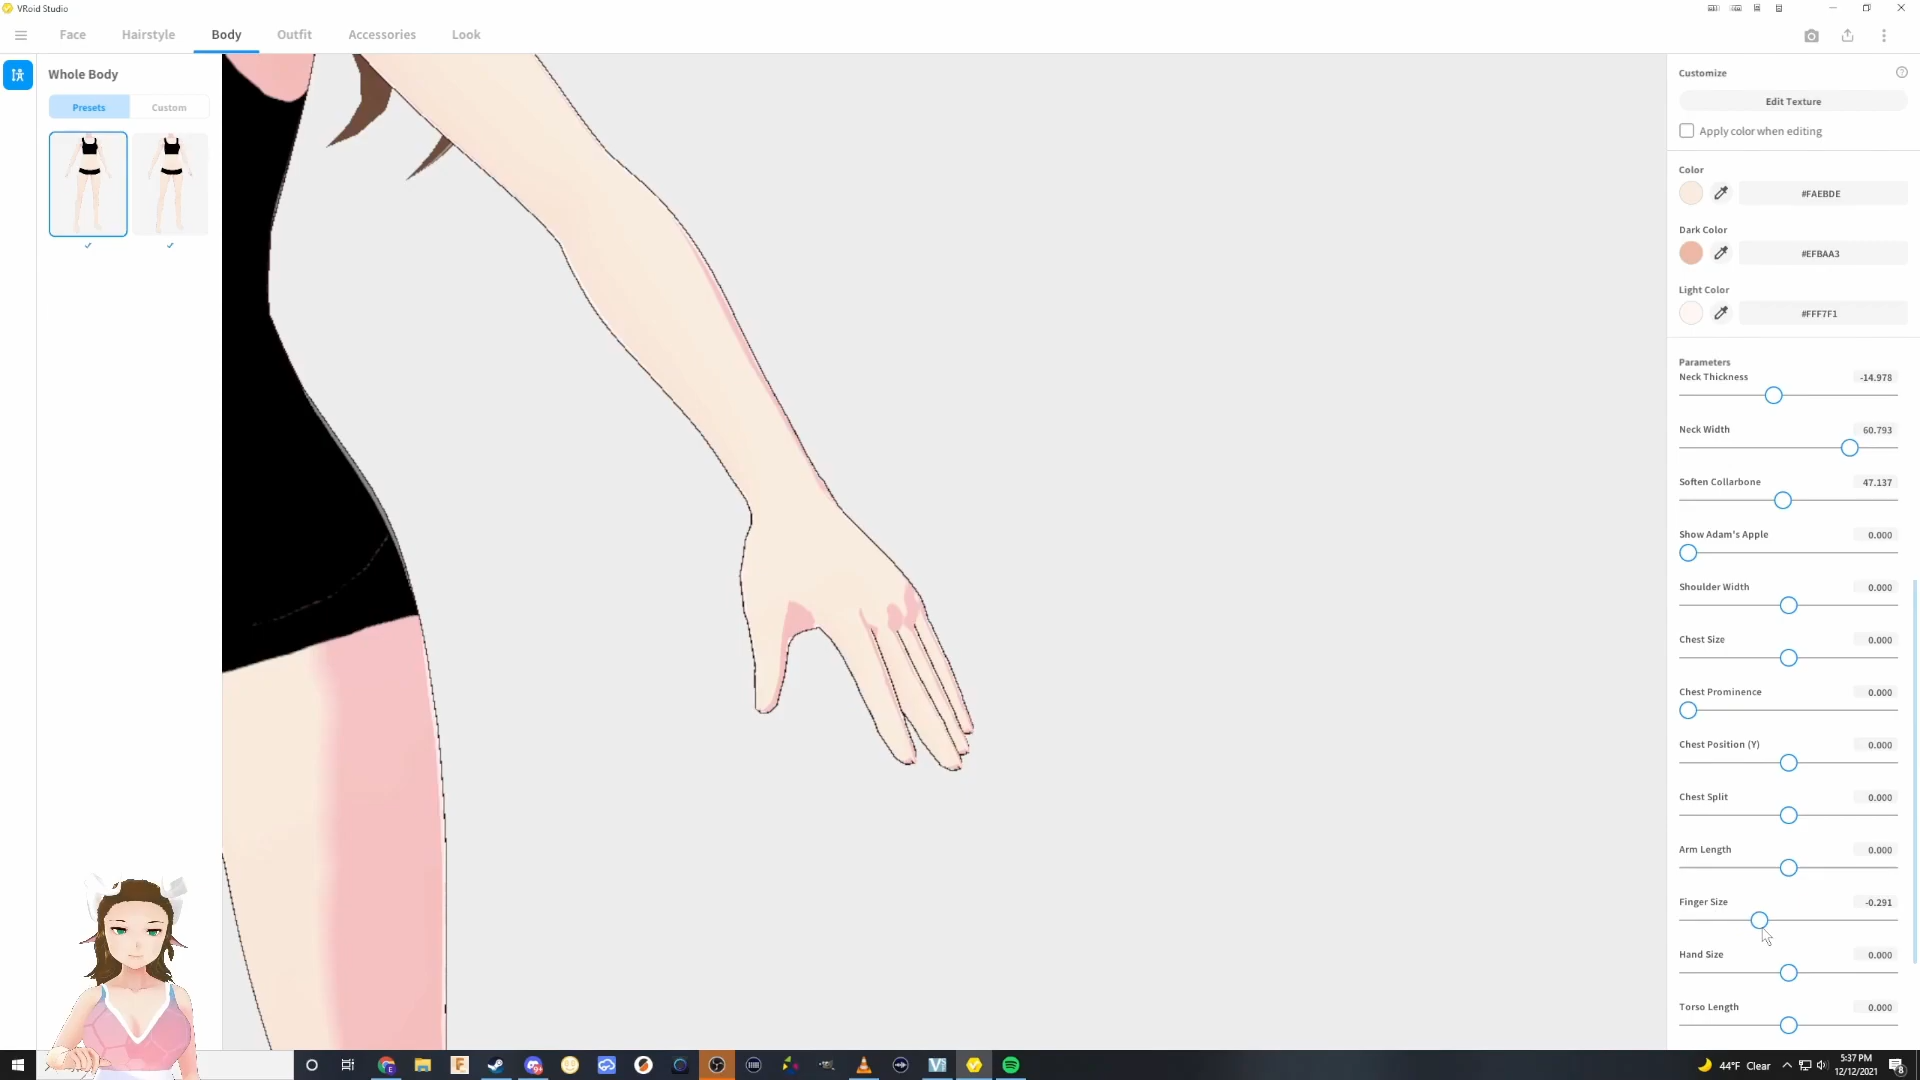 VRoid Studio
Face
Hairstyle
Body
Outfit
Accessories
Look
Whole Body
Presets
Custom
Customize
Edit Texture
Apply color when editing
Color
#FAEBDE
Dark Color
#EFBAA3
Light Color
#FFF7F1
Parameters
Neck Thickness
-14.978
Neck Width
60.793
Soften Collarbone
47.137
Show Adam's Apple
0.000
Shoulder Width
0.000
Chest Size
0.000
Chest Prominence
0.000
Chest Position (Y)
0.000
Chest Split
0.000
Arm Length
0.000
Finger Size
-0.291
Hand Size
0.000
Torso Length
0.000
44°F Clear
5:37 PM
12/12/2021